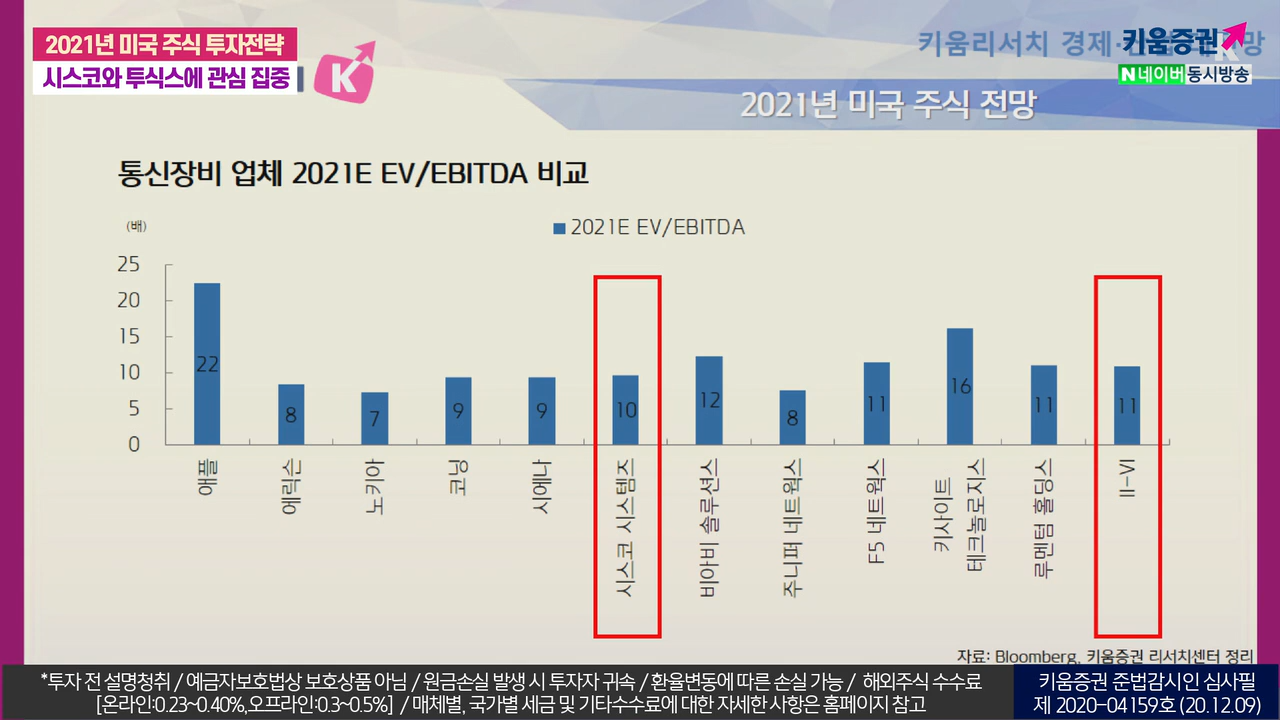 2021년 미국 주식 투자전략
시스코와 투식스에 관심 집중
K
키움리서치 경제
망
키움증권
K
N 네이버 동시방송
2021년 미국 주식 전망
통신장비 업체 2021E EV/EBITDA 비교
(배)
2021E EV/EBITDA
25
20
15
10
5
0
22
8
7
9
9
10
12
8
11
16
11
11
애플
에릭슨
노키아
코닝
시에나
시스코 시스템즈
비아비 솔루션스
주니퍼 네트웍스
F5 네트웍스
키사이트
테크놀로지스
루멘텀 홀딩스
II-VI
자료: Bloomberg, 키움증권 리서치센터 정리
*투자 전 설명청취 / 예금자보호법상 보호상품 아님 / 원금손실 발생 시 투자자 귀속 / 환율변동에 따른 손실 가능 / 해외주식 수수료
[온라인:0.23~0.40%,오프라인:0.3~0.5%] / 매체별, 국가별 세금 및 기타수수료에 대한 자세한 사항은 홈페이지 참고
키움증권 준법감시인 심사필
제 2020-04159호 (20.12.09)